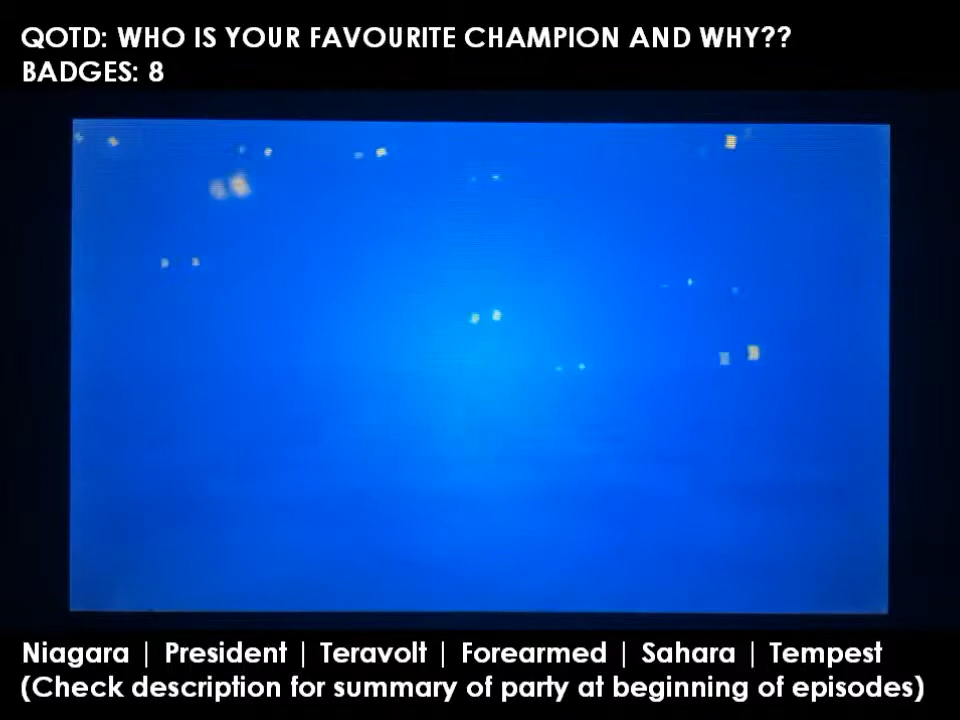 QOTD: WHO IS YOUR FAVOURITE CHAMPION AND WHY??
BADGES: 8
Niagara | President | Teravolt | Forearmed | Sahara | Tempest
(Check description for summary of party at beginning of episodes)